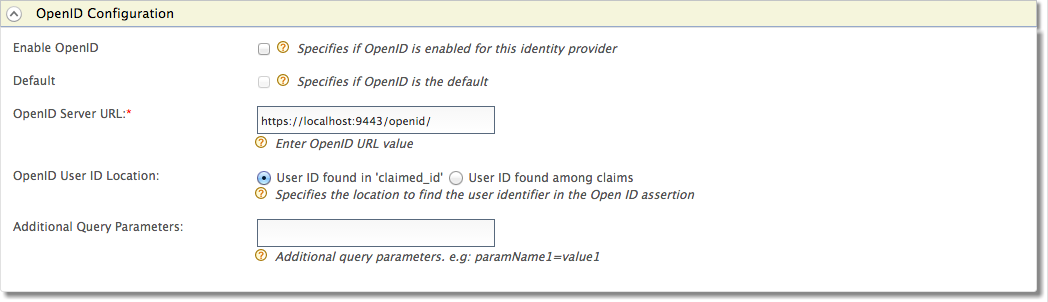 OpenID Configuration
Enable OpenID ? Specifies if OpenID is enabled for this identity provider
Default ? Specifies if OpenID is the default
OpenID Server URL:* https://localhost:9443/openid/
? Enter OpenID URL value
OpenID User ID Location: User ID found in 'claimed_id' User ID found among claims
? Specifies the location to find the user identifier in the Open ID assertion
Additional Query Parameters:
? Additional query parameters. e.g: paramName1=value1